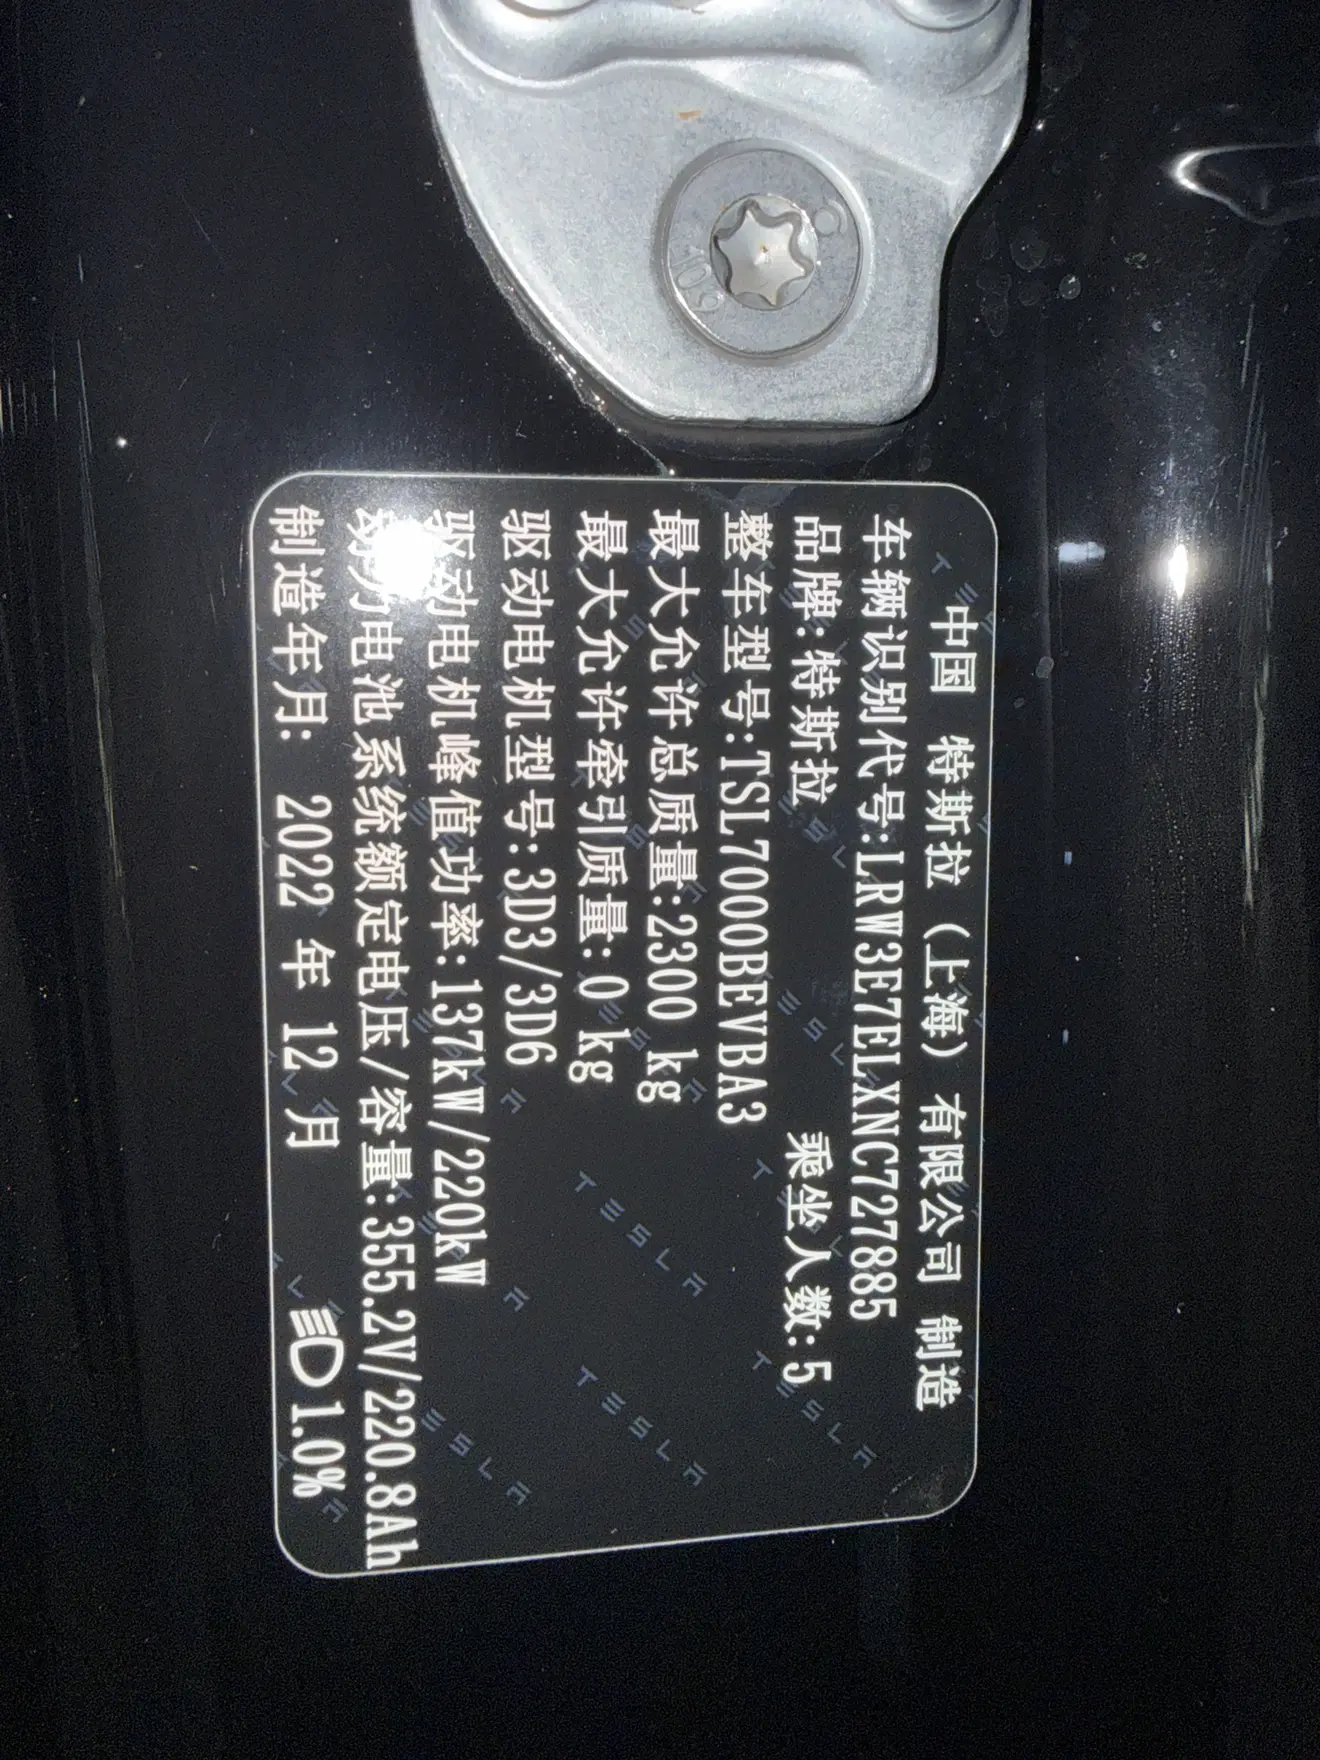 10.9
中国 特斯拉（上海）有限公司 制造
车辆识别代号:LRW3E7ELXNC727885
品牌:特斯拉 乘坐人数:5
整车型号:TSL7000BEVBA3
最大允许总质量:2300 kg
最大允许牵引质量:0 kg
驱动电机型号:3D3/3D6
驱动电机峰值功率:137kW/220kW
动力电池系统额定电压/容量:355.2V/220.8Ah
制造年月: 2022 年 12 月 1.0%
TESLA